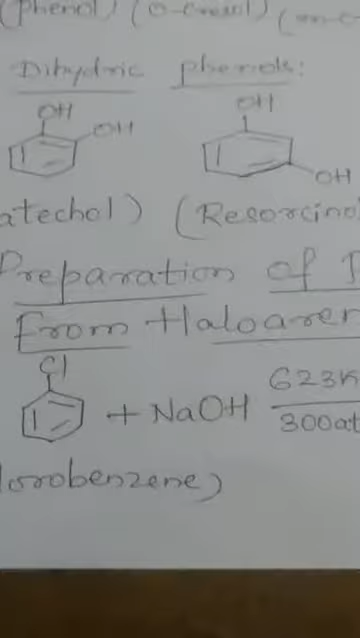 (Phenol) (o-cresol) (m-c
Dihydric phenols:
OH OH
OH OH
atechol) (Resorcino
Preparation of P
From Haloaren
Cl
+ NaOH 623K
300at
lorobenzene)